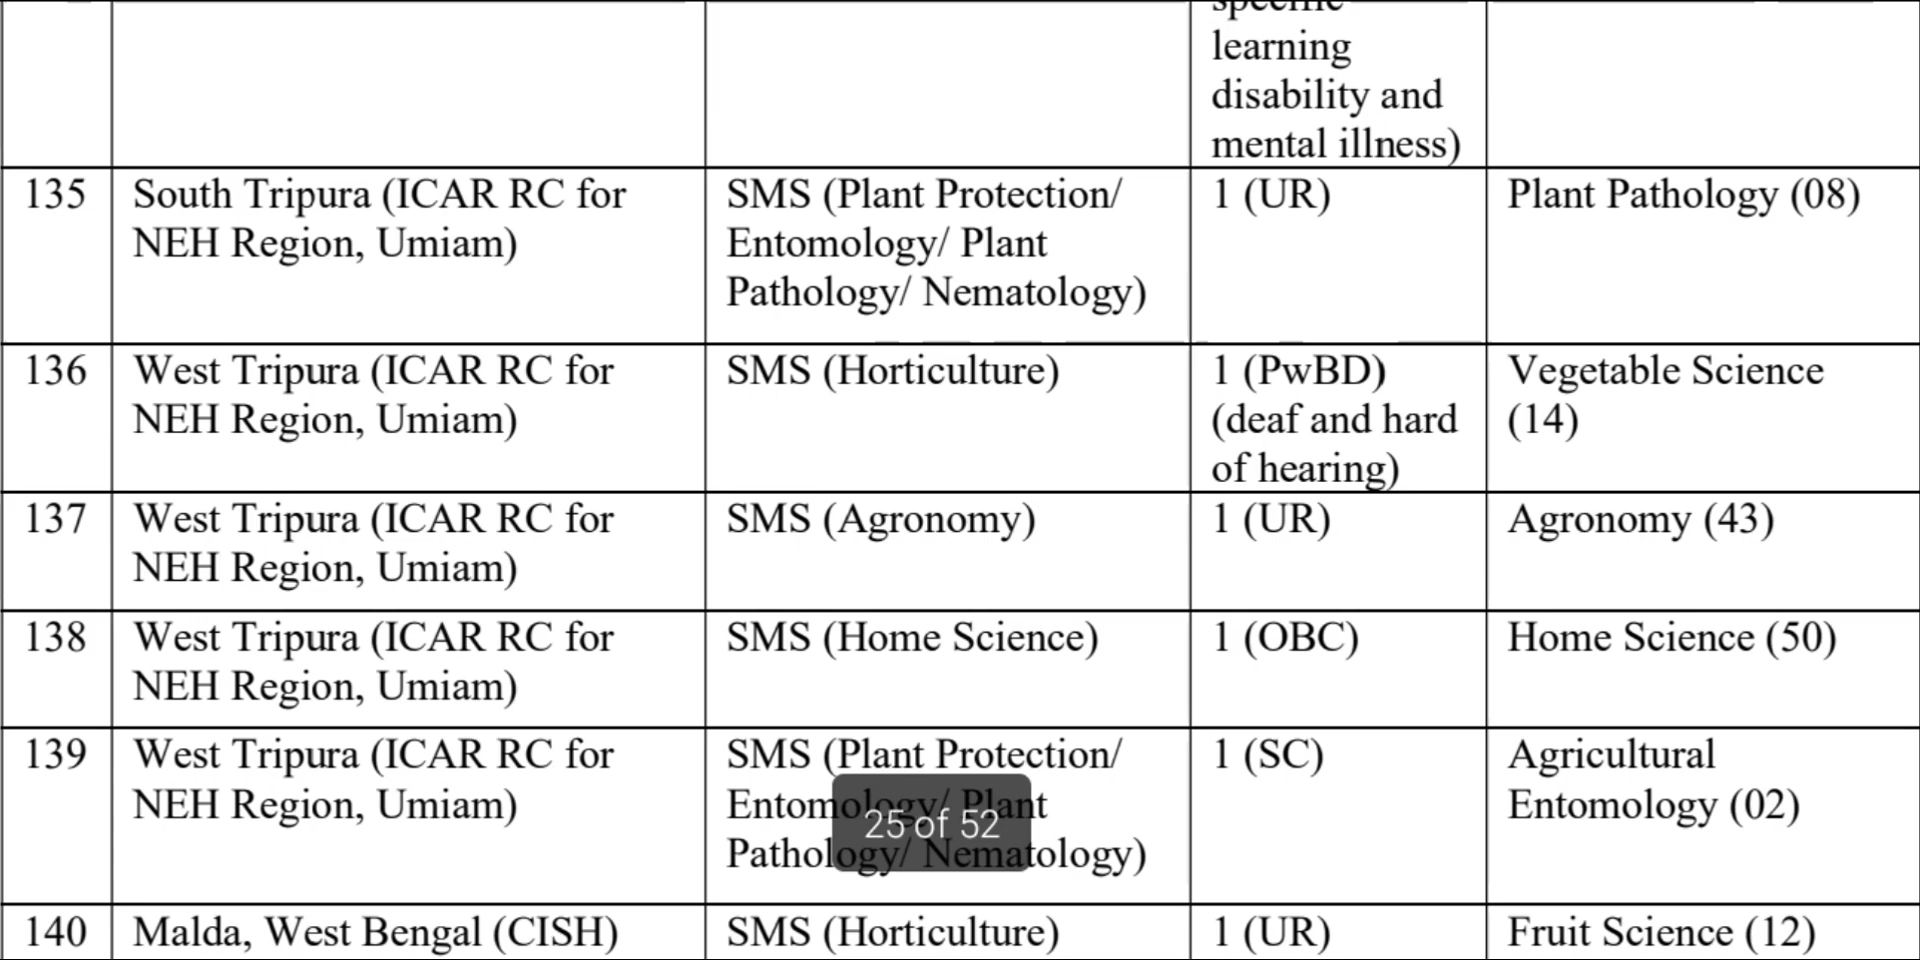 learning
disability and
mental illness)
135 South Tripura (ICAR RC for SMS (Plant Protection/ 1 (UR) Plant Pathology (08)
NEH Region, Umiam) Entomology/ Plant
Pathology/ Nematology)
136 West Tripura (ICAR RC for SMS (Horticulture) 1 (PwBD) Vegetable Science
NEH Region, Umiam) (deaf and hard (14)
of hearing)
137 West Tripura (ICAR RC for SMS (Agronomy) 1 (UR) Agronomy (43)
NEH Region, Umiam)
138 West Tripura (ICAR RC for SMS (Home Science) 1 (OBC) Home Science (50)
NEH Region, Umiam)
139 West Tripura (ICAR RC for SMS (Plant Protection/ 1 (SC) Agricultural
NEH Region, Umiam) Entomology/ Plant Entomology (02)
25 of 52
Pathology/ Nematology)
140 Malda, West Bengal (CISH) SMS (Horticulture) 1 (UR) Fruit Science (12)